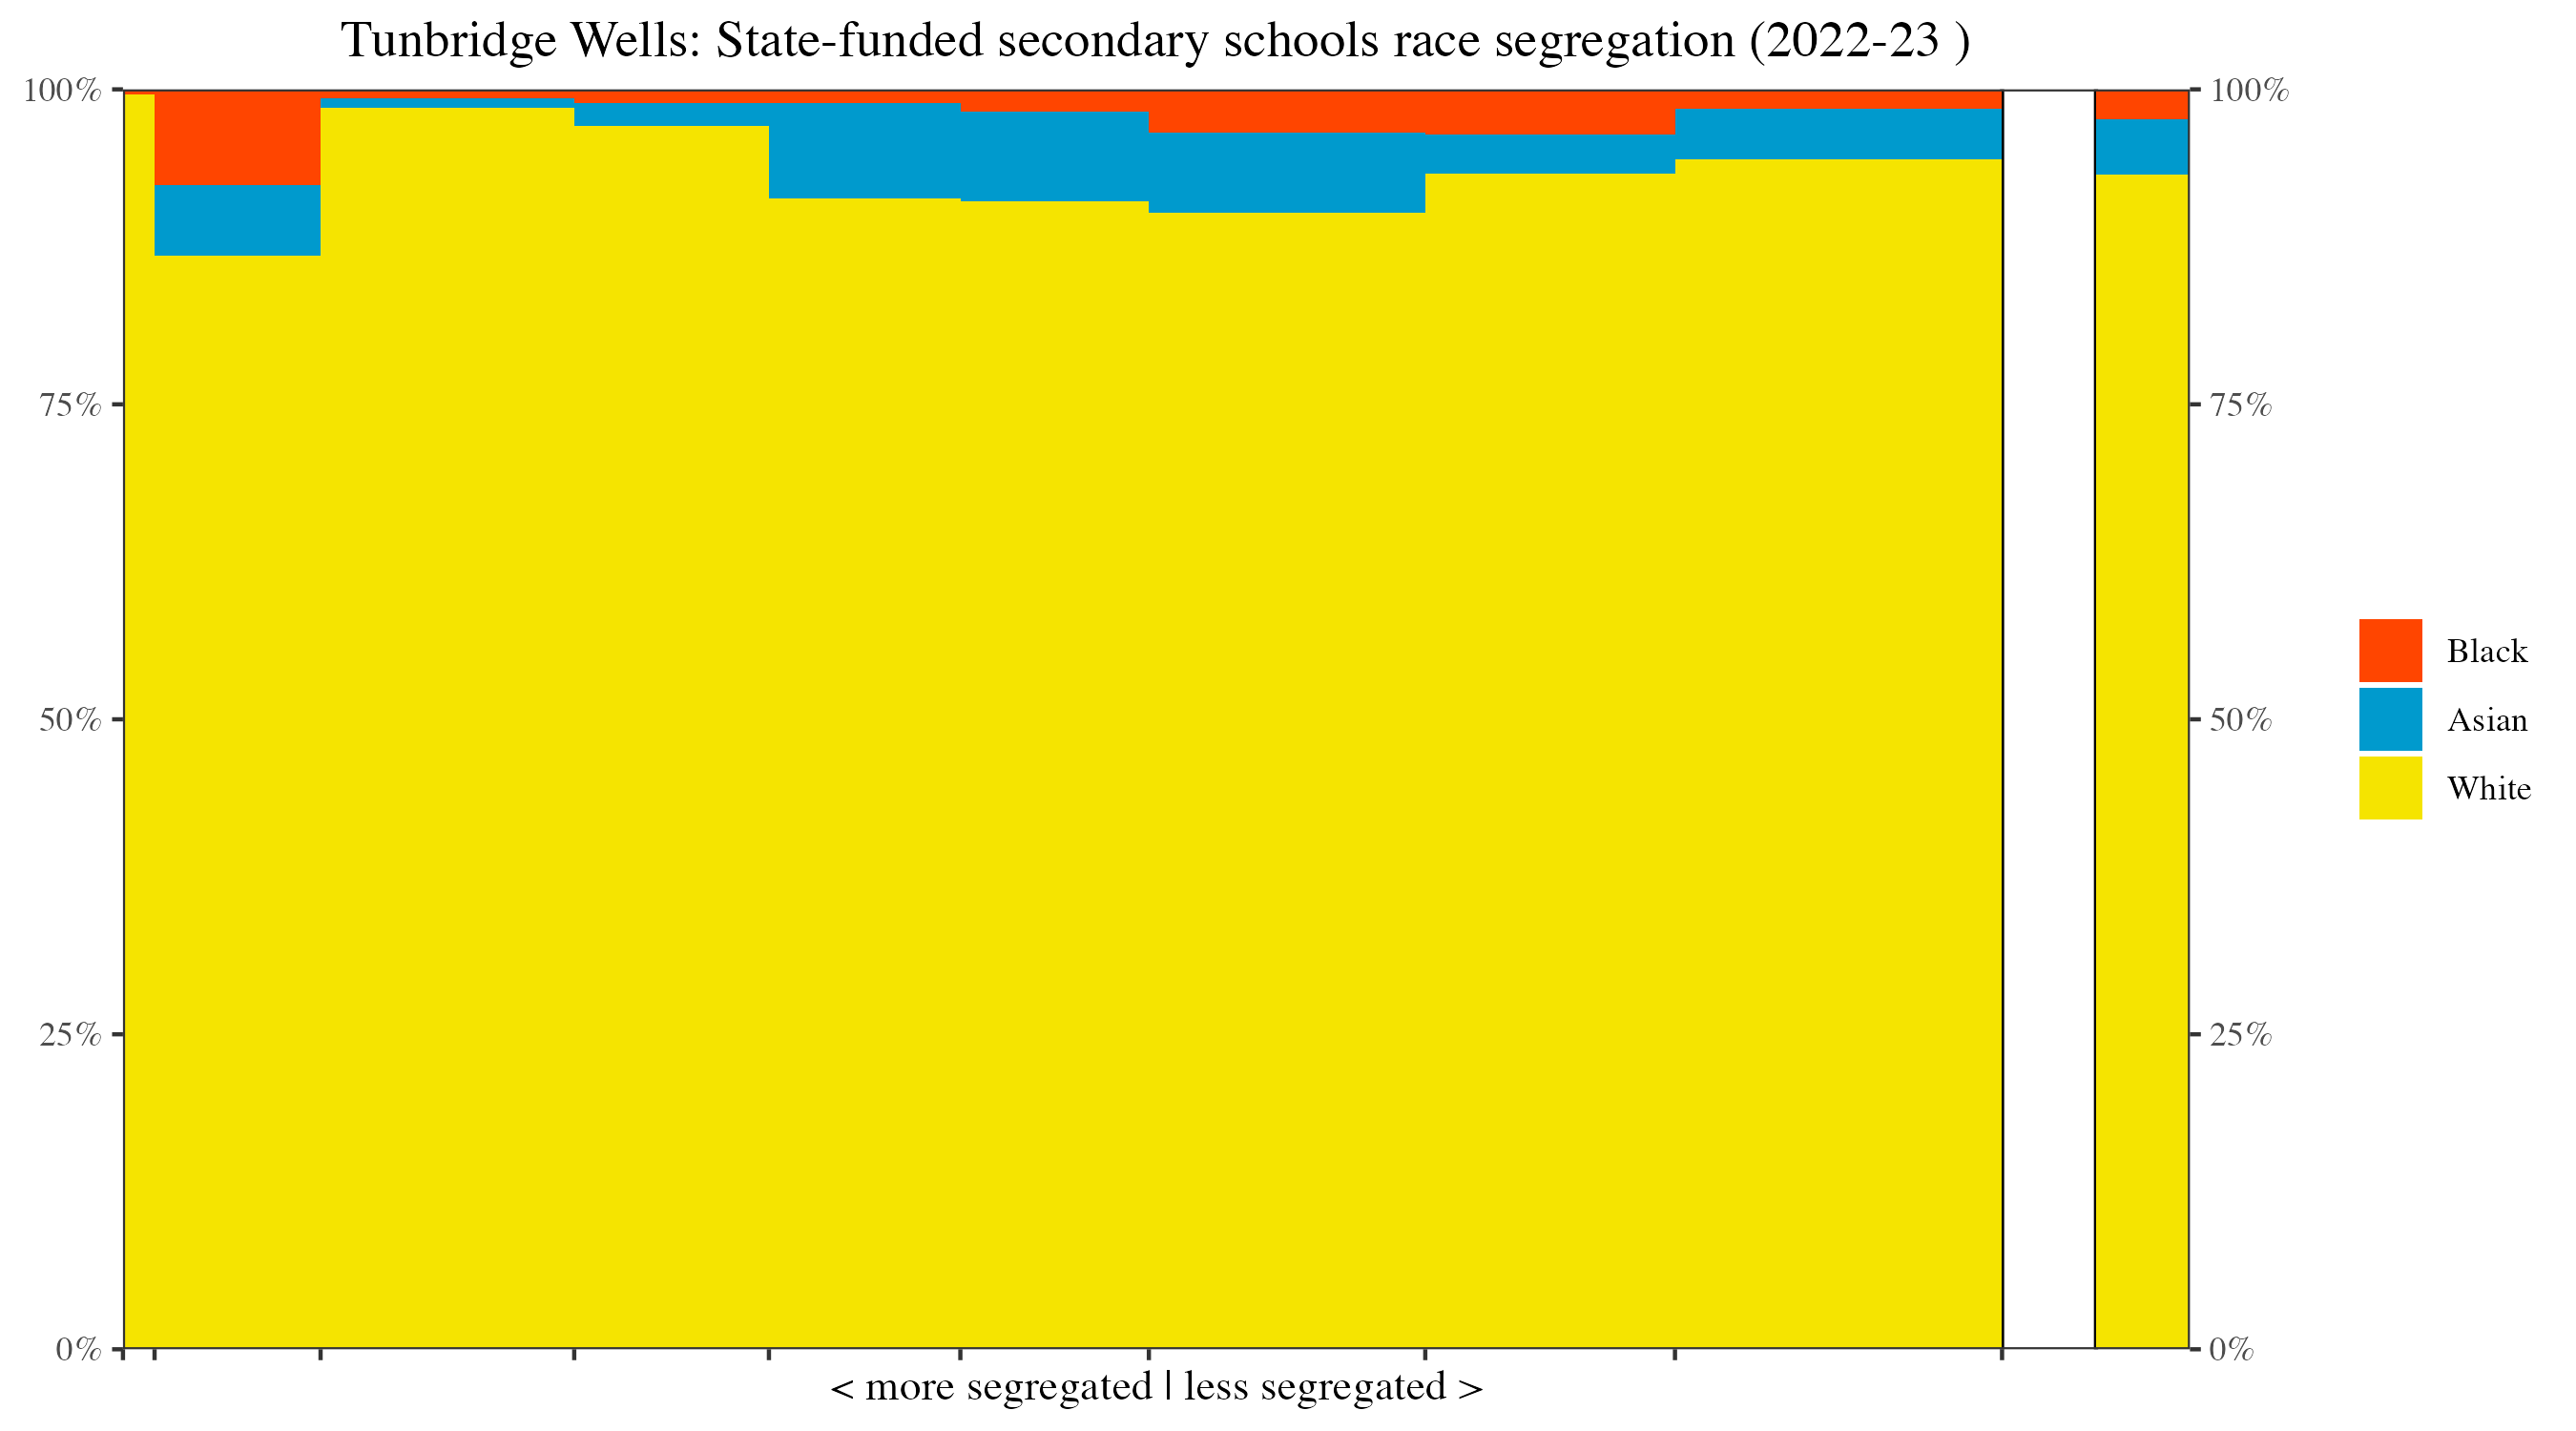 Tunbridge Wells: State-funded secondary schools race segregation (2022-23 )
100%
75%
50%
25%
0%
100%
75%
50%
25%
0%
Black
Asian
White
< more segregated | less segregated >